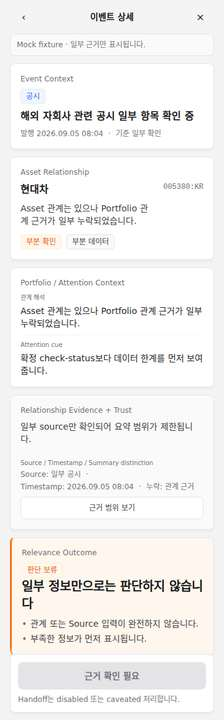 ‹ 이벤트 상세 ✕
Mock fixture · 일부 근거만 표시됩니다.
Event Context
공시
해외 자회사 관련 공시 일부 항목 확인 중
발행 2026.09.05 08:04 · 기준 일부 확인
Asset Relationship
현대차 005380:KR
Asset 관계는 있으나 Portfolio 관
계 근거가 일부 누락되었습니다.
부분 확인 부분 데이터
Portfolio / Attention Context
관계 해석
Asset 관계는 있으나 Portfolio 관계 근거가 일부
누락되었습니다.
Attention cue
확정 check-status보다 데이터 한계를 먼저 보여
줍니다.
Relationship Evidence + Trust
일부 source만 확인되어 요약 범위가 제한됩니
다.
Source / Timestamp / Summary distinction
Source: 일부 공시 ·
Timestamp: 2026.09.05 08:04 · 누락: 관계 근거
근거 범위 보기
Relevance Outcome
판단 보류
일부 정보만으로는 판단하지 않습니
다
• 관계 또는 Source 입력이 완전하지 않습니다.
• 부족한 정보가 먼저 표시됩니다.
근거 확인 필요
Handoff는 disabled 또는 caveated 처리합니다.